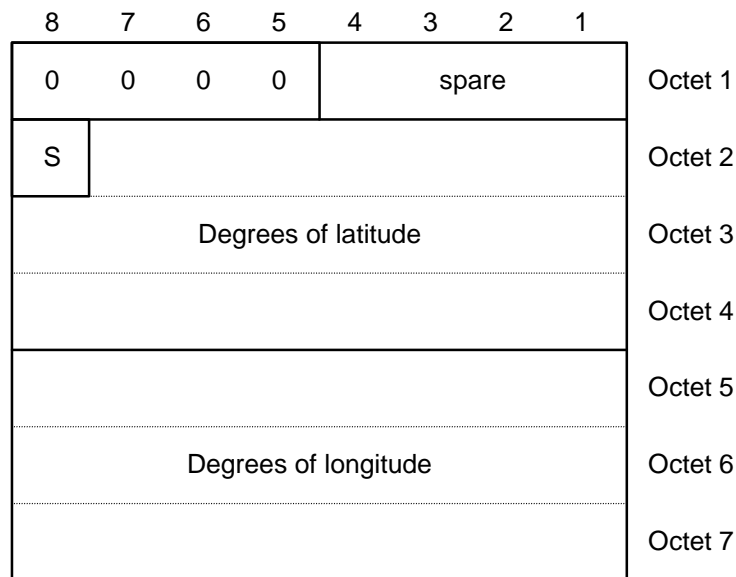 8 7 6 5 4 3 2 1
0 0 0 0 spare Octet 1
S Octet 2
Degrees of latitude Octet 3
Octet 4
Octet 5
Degrees of longitude Octet 6
Octet 7